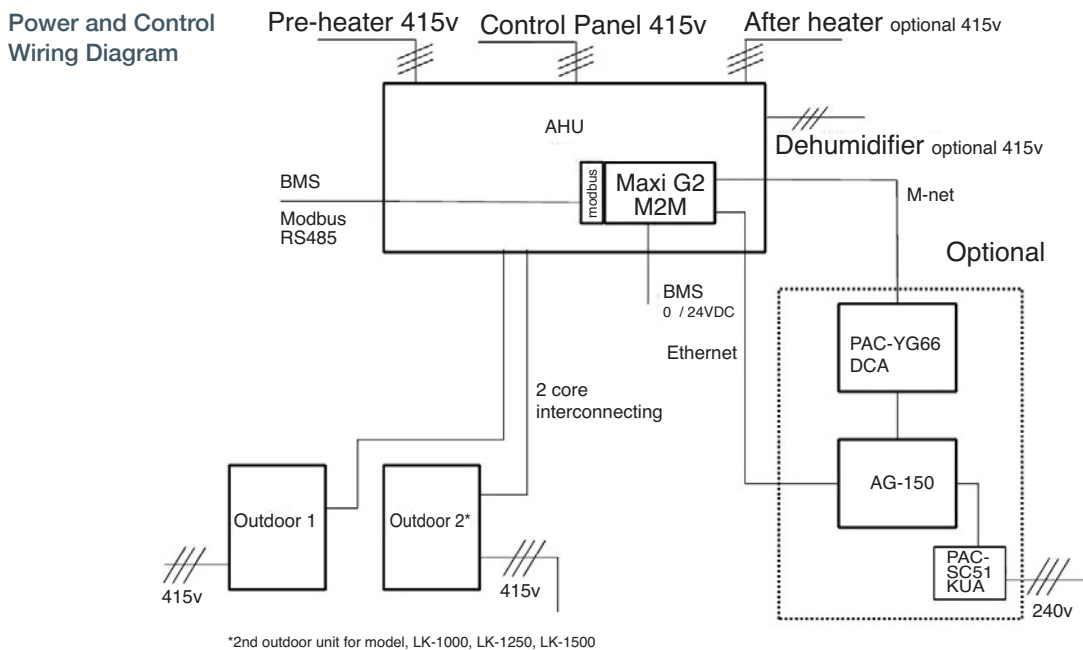 Power and Control
Wiring Diagram
Pre-heater 415v
Control Panel 415v
After heater optional 415v
AHU
Dehumidifier optional 415v
BMS
Modbus
RS485
modbus
Maxi G2
M2M
M-net
Optional
BMS
0 / 24VDC
Ethernet
PAC-YG66
DCA
2 core
interconnecting
AG-150
Outdoor 1
Outdoor 2*
PAC-
SC51
KUA
415v
415v
240v
*2nd outdoor unit for model, LK-1000, LK-1250, LK-1500